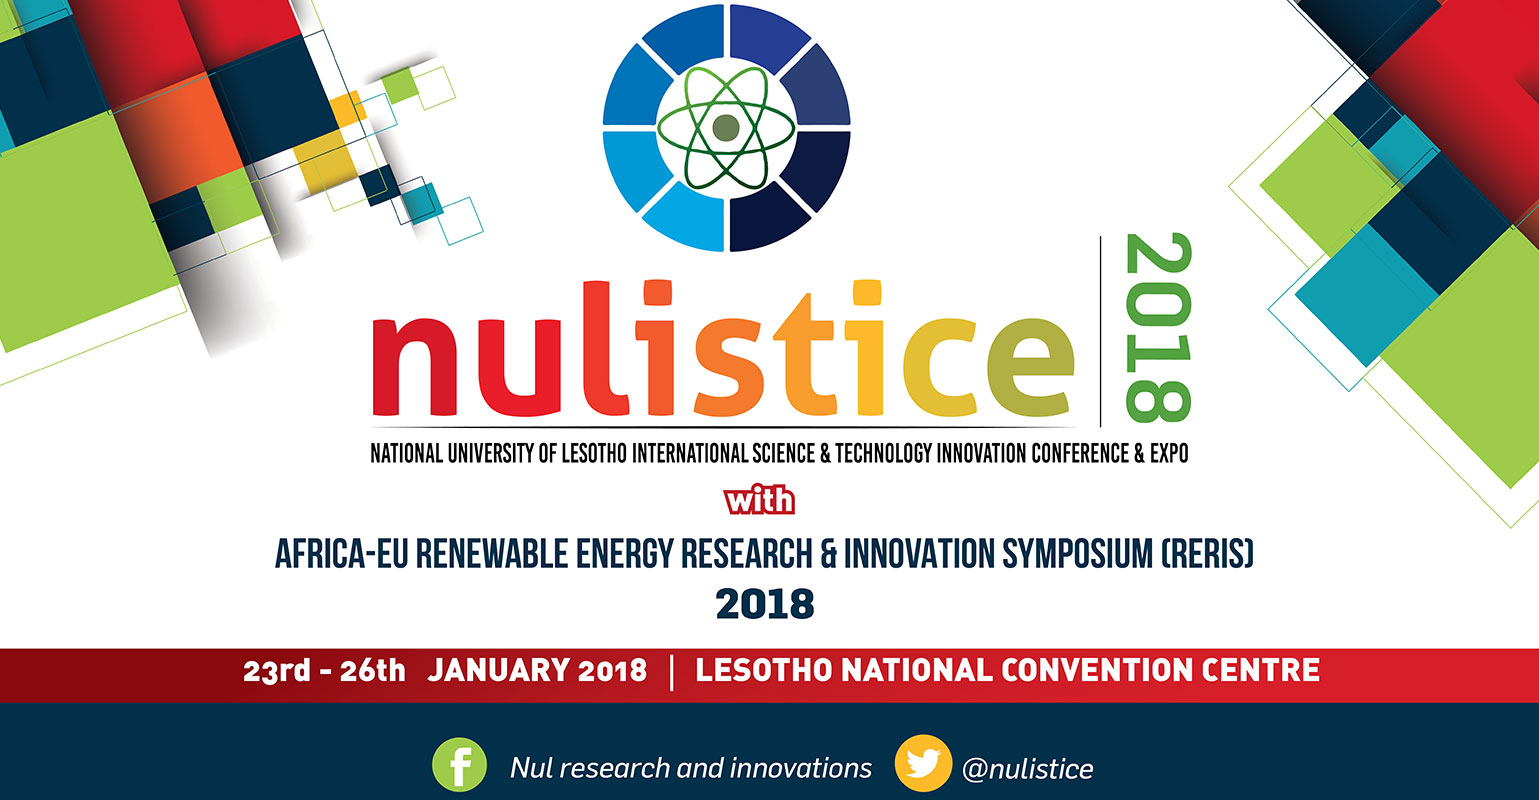 nulistice 2018
NATIONAL UNIVERSITY OF LESOTHO INTERNATIONAL SCIENCE & TECHNOLOGY INNOVATION CONFERENCE & EXPO
with
AFRICA-EU RENEWABLE ENERGY RESEARCH & INNOVATION SYMPOSIUM (RERIS)
2018
23rd - 26th JANUARY 2018 | LESOTHO NATIONAL CONVENTION CENTRE
f Nul research and innovations @nulistice